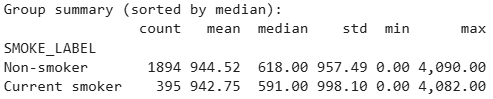 Group summary (sorted by median):
count mean median std min max
SMOKE_LABEL
Non-smoker 1894 944.52 618.00 957.49 0.00 4,090.00
Current smoker 395 942.75 591.00 998.10 0.00 4,082.00